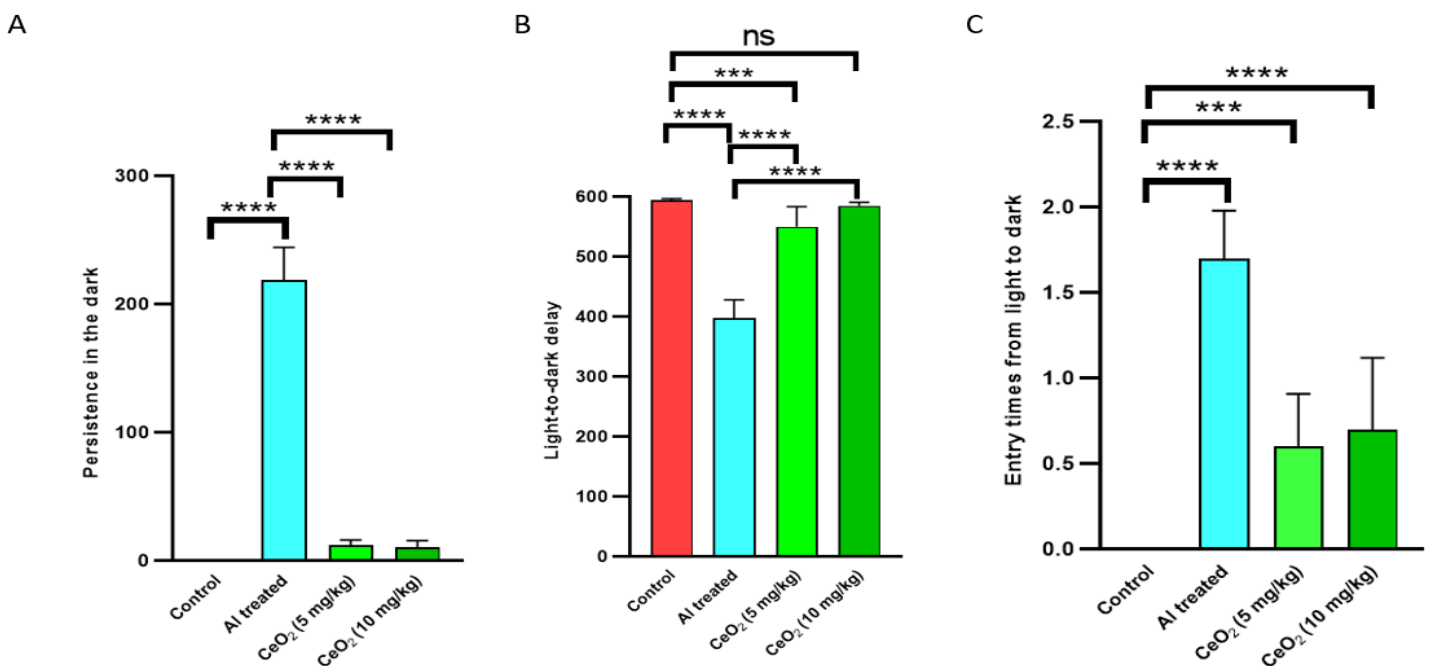 A
Persistence in the dark
300
200
100
0
****
****
****
Control
Al treated
CeO₂ (5 mg/kg)
CeO₂ (10 mg/kg)
B
Light-to-dark delay
600
500
400
300
200
100
0
ns
***
****
****
****
Control
Al treated
CeO₂ (5 mg/kg)
CeO₂ (10 mg/kg)
C
Entry times from light to dark
2.5
2.0
1.5
1.0
0.5
0.0
****
***
****
Control
Al treated
CeO₂ (5 mg/kg)
CeO₂ (10 mg/kg)